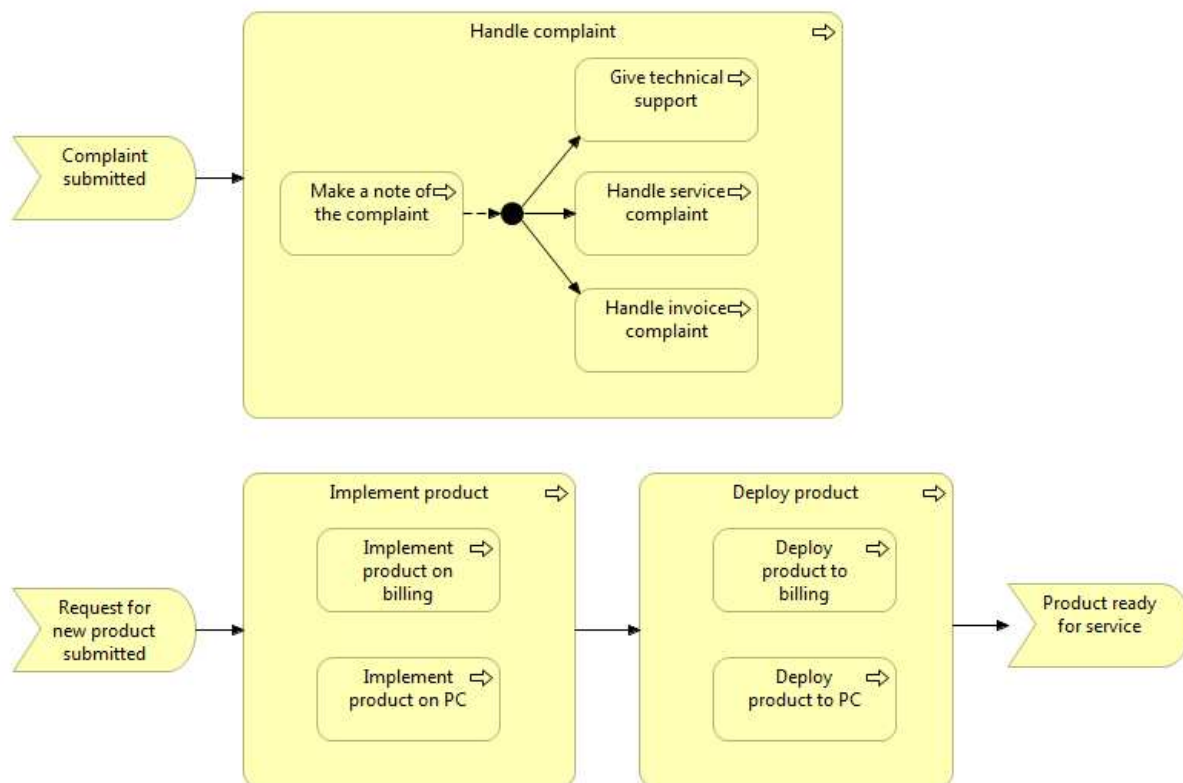 Handle complaint
Give technical
support
Complaint
submitted
Make a note of
the complaint
Handle service
complaint
Handle invoice
complaint
Implement product
Deploy product
Implement
product on
billing
Deploy
product to
billing
Request for
new product
submitted
Product ready
for service
Implement
product on PC
Deploy
product to PC